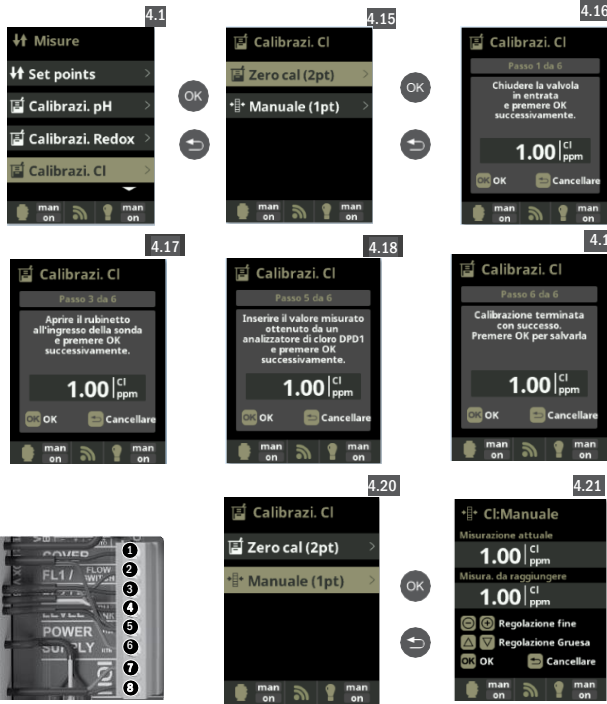 4.1
Misure
Set points
Calibrazi. pH
Calibrazi. Redox
Calibrazi. Cl
man
on
man
on
OK
4.15
Calibrazi. Cl
Zero cal (2pt)
Manuale (1pt)
man
on
man
on
OK
4.16
Calibrazi. Cl
Passo 1 da 6
Chiudere la valvola
in entrata
e premere OK
successivamente.
1.00 Cl
ppm
OK OK
Cancellare
man
on
man
on
4.17
Calibrazi. Cl
Passo 3 da 6
Aprire il rubinetto
all'ingresso della sonda
e premere OK
successivamente.
1.00 Cl
ppm
OK OK
Cancellare
man
on
man
on
4.18
Calibrazi. Cl
Passo 5 da 6
Inserire il valore misurato
ottenuto da un
analizzatore di cloro DPD1
e premere OK
successivamente.
1.00 Cl
ppm
OK OK
Cancellare
man
on
man
on
4.1
Calibrazi. Cl
Passo 6 da 6
Calibrazione terminata
con successo.
Premere OK per salvarla
1.00 Cl
ppm
OK OK
Cancellare
man
on
man
on
COVER
FL1 / FLOW
SWITCH
POWER
SUPPLY
1
2
3
4
5
6
7
8
4.20
Calibrazi. Cl
Zero cal (2pt)
Manuale (1pt)
man
on
man
on
OK
4.21
Cl:Manuale
Misurazione attuale
1.00 Cl
ppm
Misura. da raggiungere
1.00 Cl
ppm
Regolazione fine
Regolazione Gruesa
OK OK
Cancellare
man
on
man
on